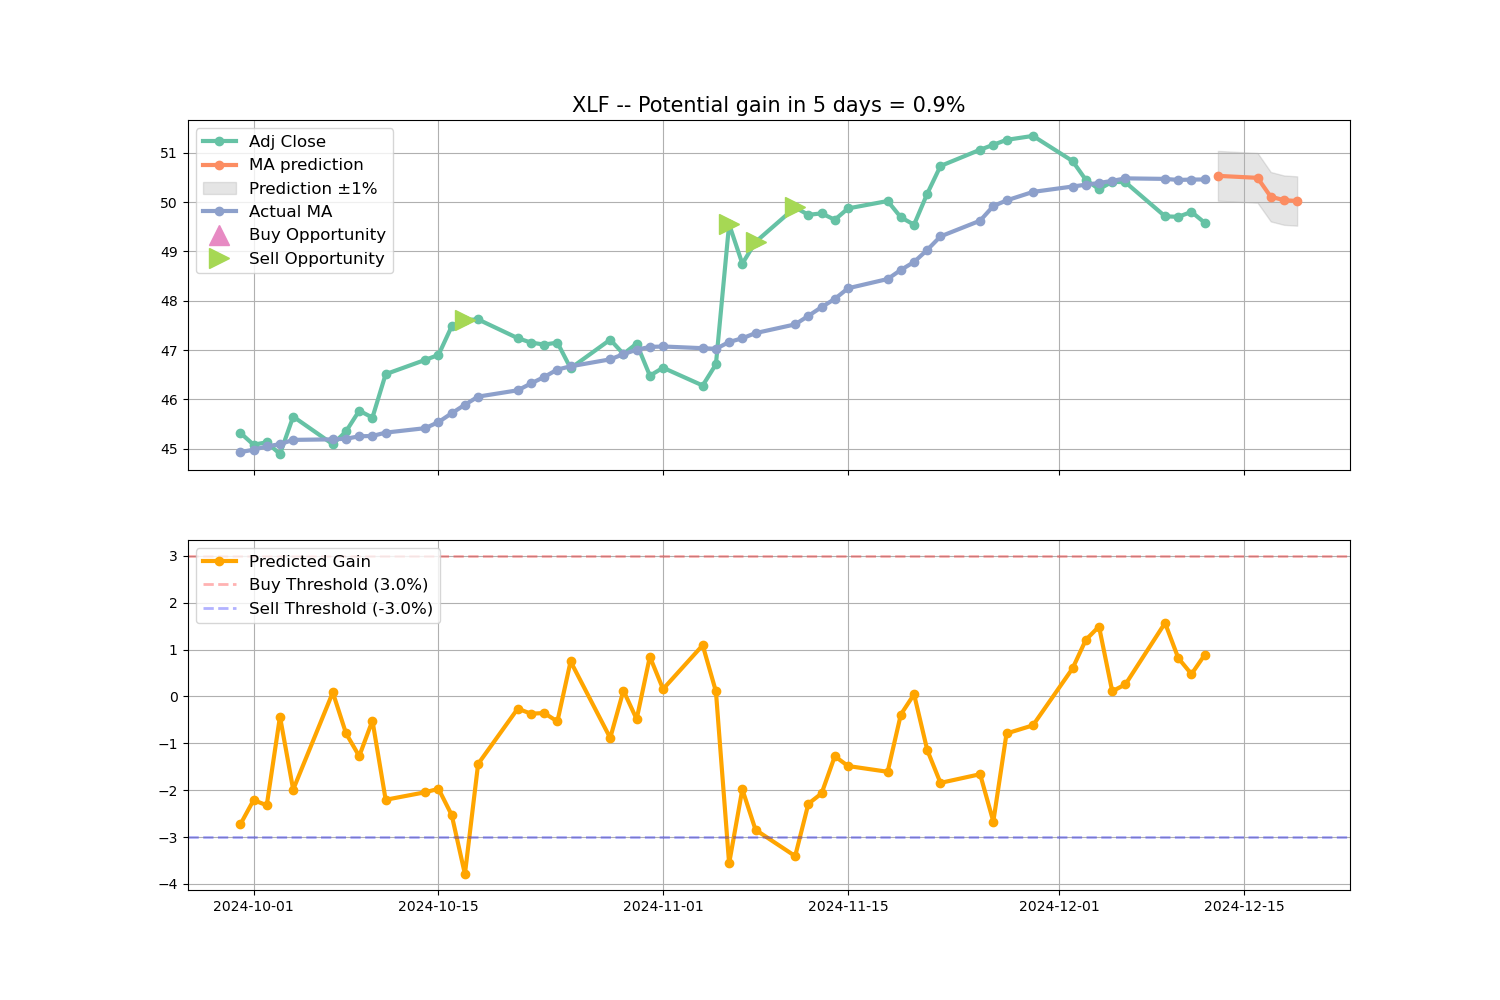 XLF -- Potential gain in 5 days = 0.9%
Adj Close
MA prediction
Prediction ±1%
Actual MA
Buy Opportunity
Sell Opportunity
51
50
49
48
47
46
45
Predicted Gain
Buy Threshold (3.0%)
Sell Threshold (-3.0%)
3
2
1
0
−1
−2
−3
−4
2024-10-01
2024-10-15
2024-11-01
2024-11-15
2024-12-01
2024-12-15